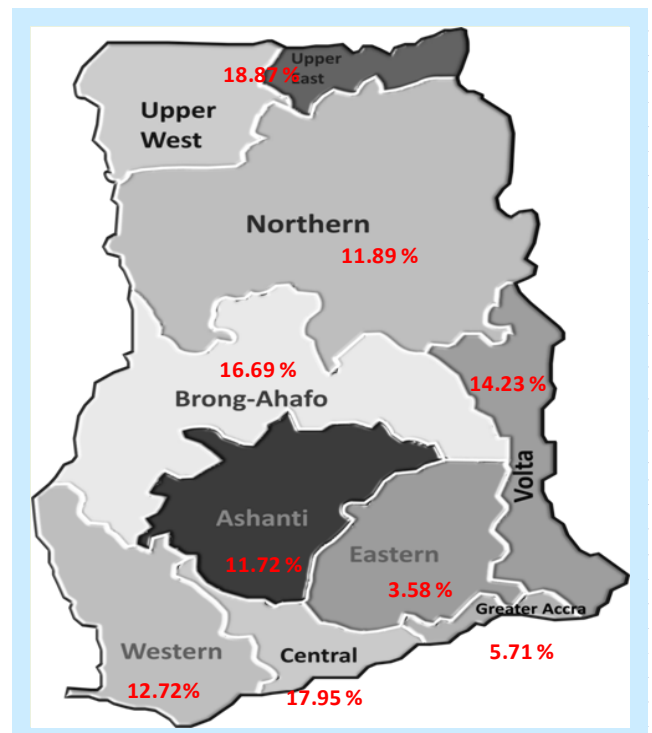 Upper
East
18.87 %
Upper
West
Northern
11.89 %
16.69 %
Brong-Ahafo
14.23 %
Volta
Ashanti
11.72 %
Eastern
3.58 %
Greater Accra
5.71 %
Western
12.72%
Central
17.95 %